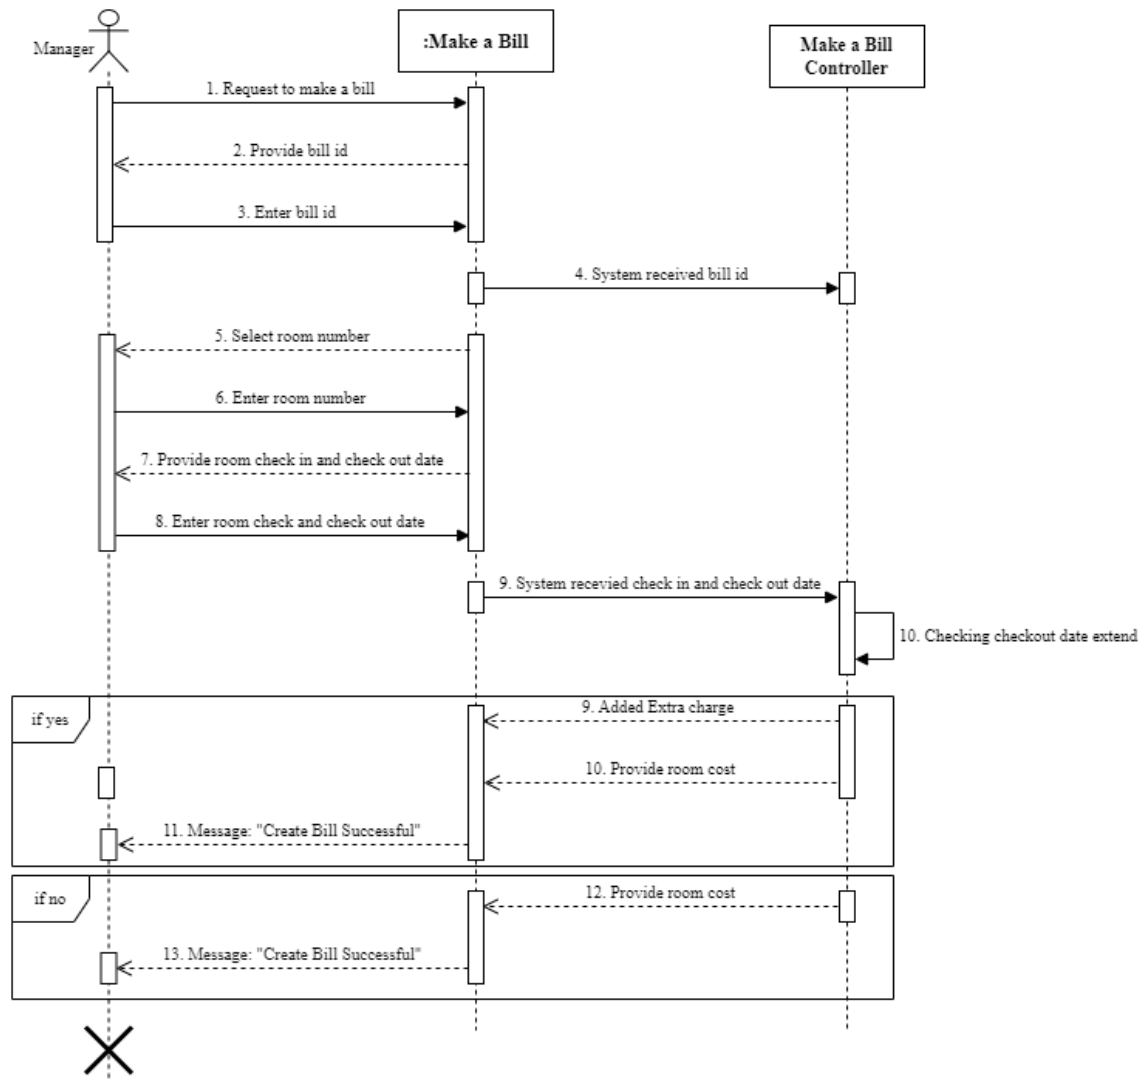 Manager
:Make a Bill
Make a Bill
Controller
1. Request to make a bill
2. Provide bill id
3. Enter bill id
4. System received bill id
5. Select room number
6. Enter room number
7. Provide room check in and check out date
8. Enter room check and check out date
9. System recevied check in and check out date
10. Checking checkout date extend
if yes
9. Added Extra charge
10. Provide room cost
11. Message: "Create Bill Successful"
if no
12. Provide room cost
13. Message: "Create Bill Successful"